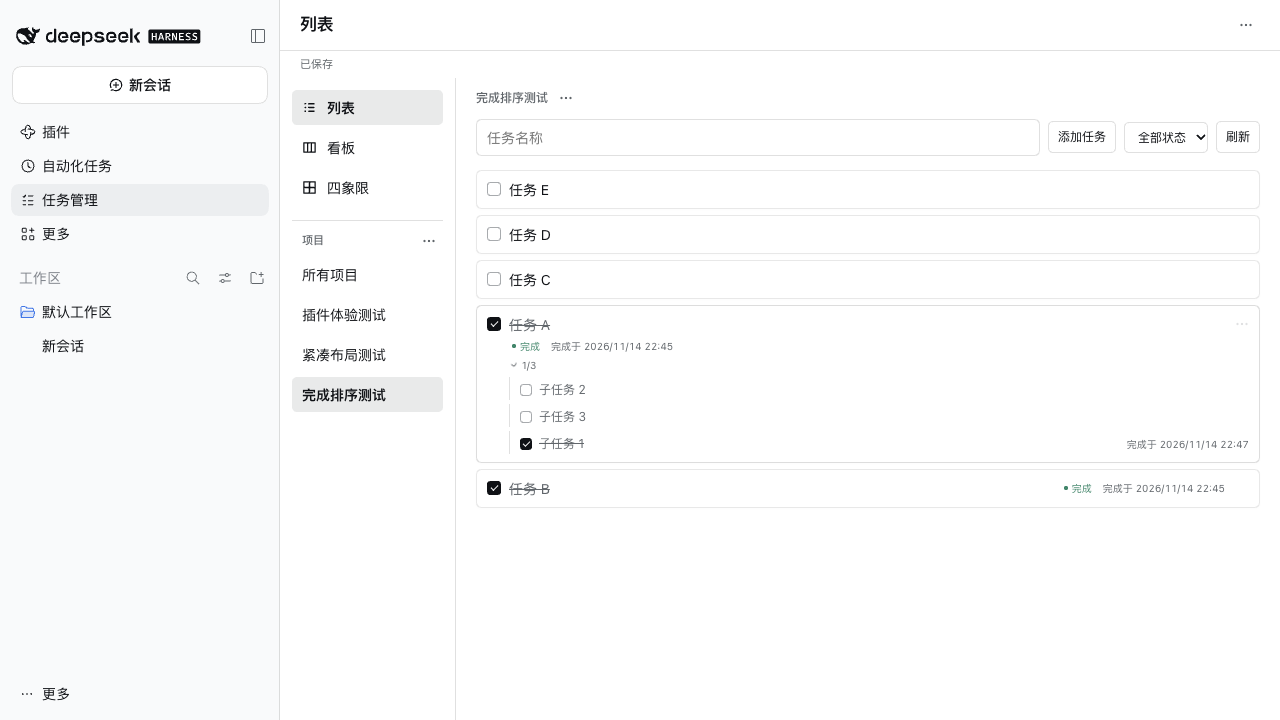 deepseek HARNESS
新会话
插件
自动化任务
任务管理
更多
工作区
默认工作区
新会话
更多
列表
已保存
列表
看板
四象限
项目
所有项目
插件体验测试
紧凑布局测试
完成排序测试
完成排序测试
任务名称 添加任务 全部状态 刷新
任务 E
任务 D
任务 C
任务 A
完成 完成于 2026/11/14 22:45
1/3
子任务 2
子任务 3
子任务 1 完成于 2026/11/14 22:47
任务 B 完成 完成于 2026/11/14 22:45